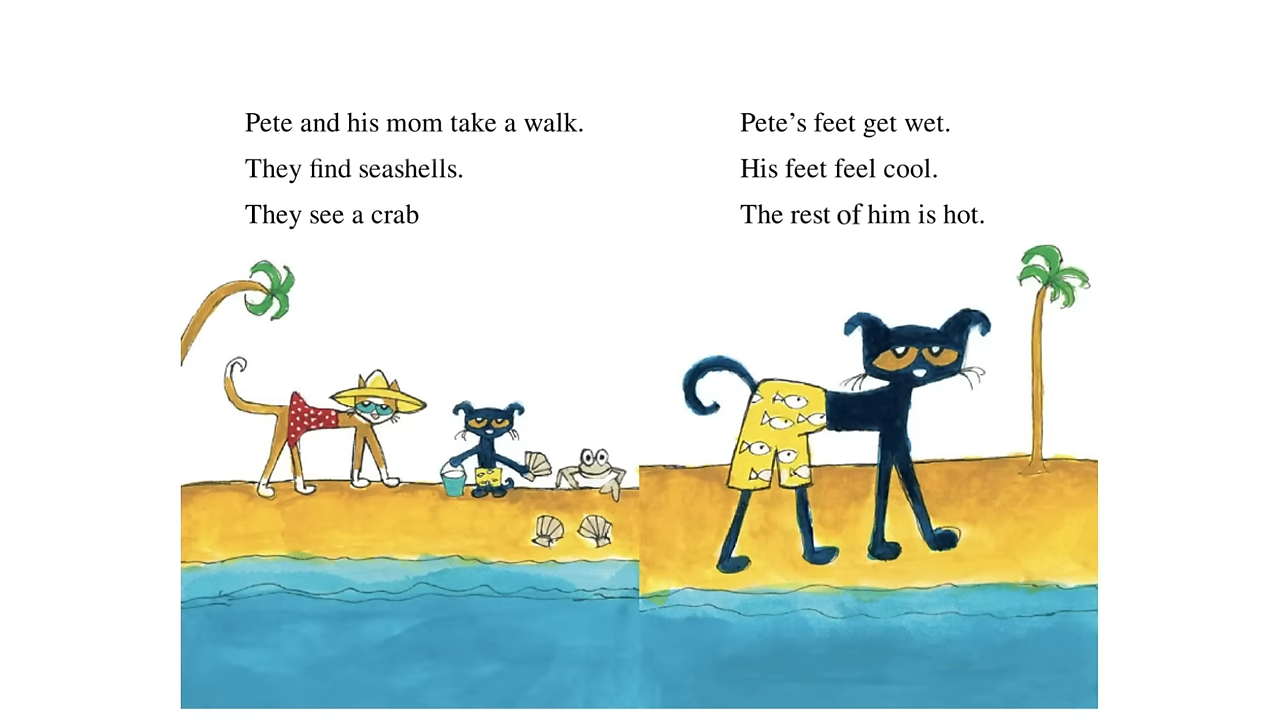 Pete and his mom take a walk.
They find seashells.
They see a crab
Pete’s feet get wet.
His feet feel cool.
The rest of him is hot.